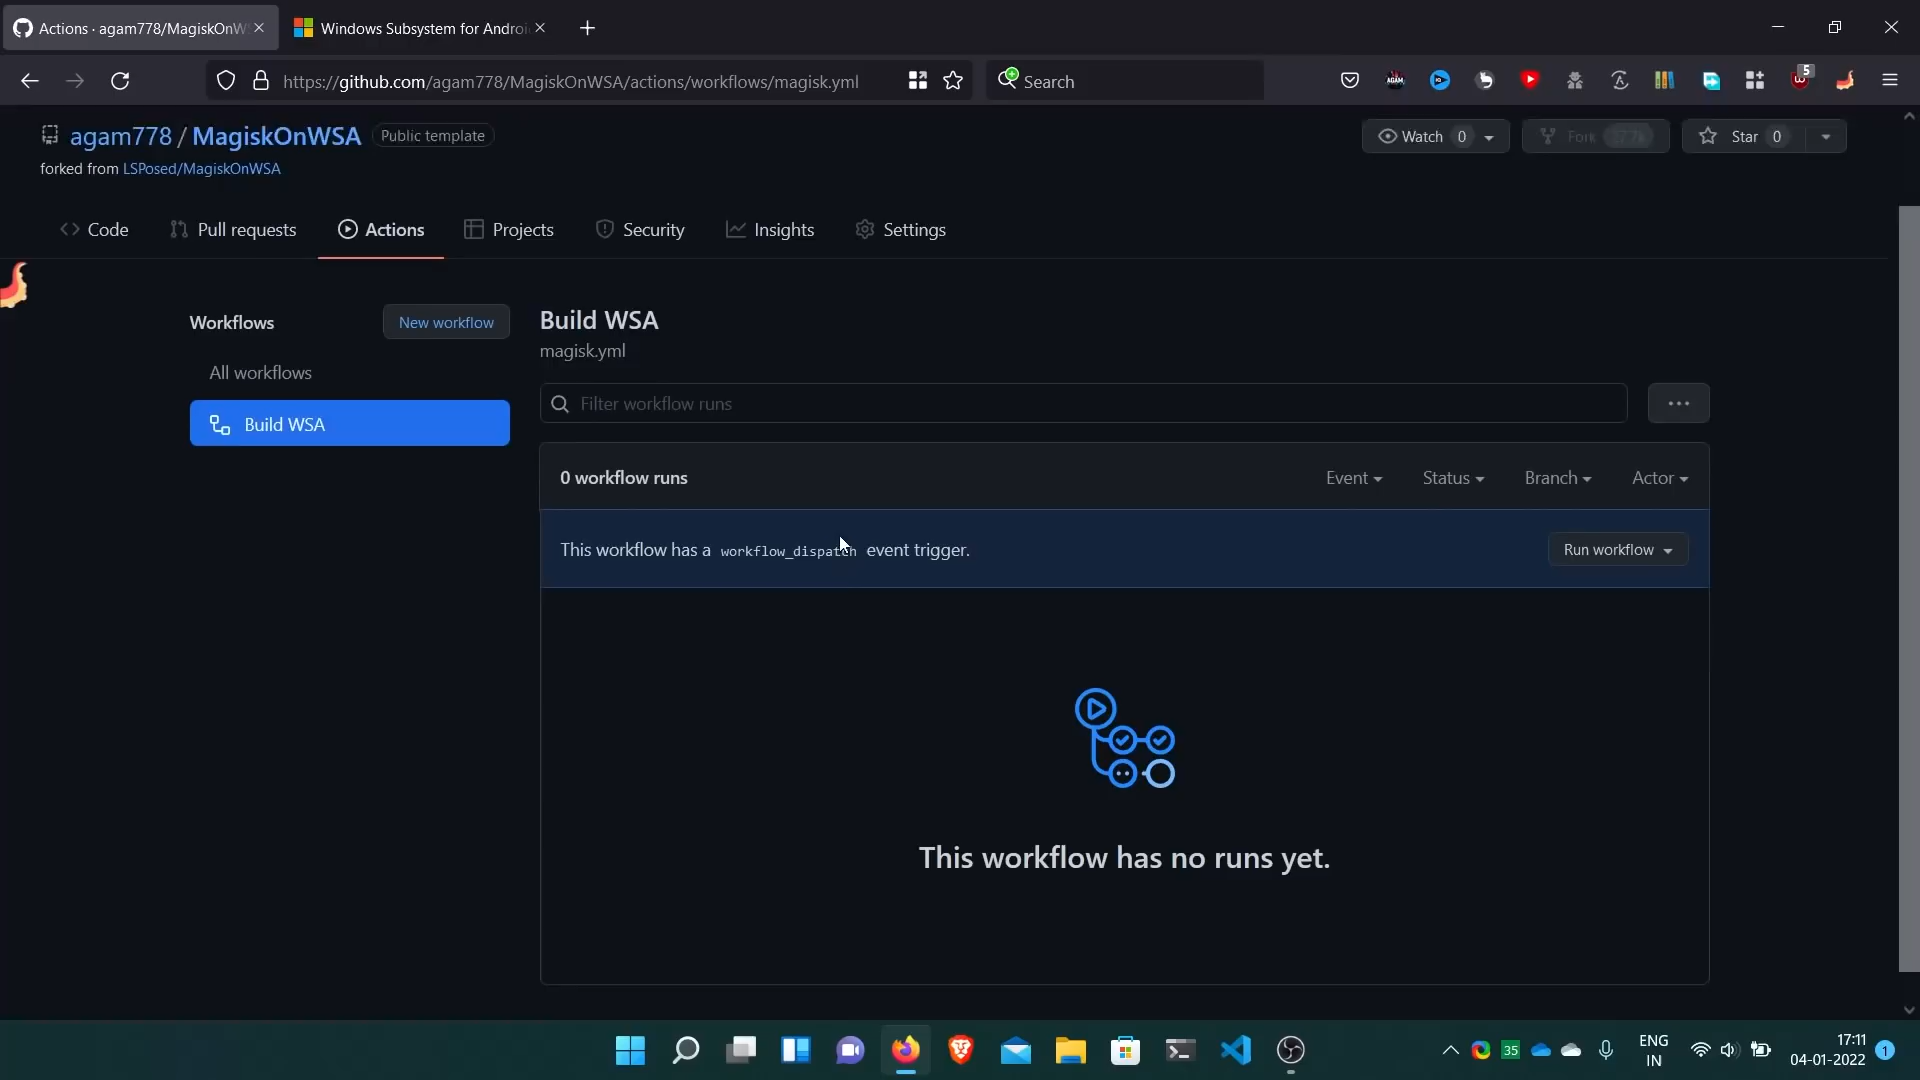 Actions · agam778/MagiskOnW
Windows Subsystem for Androi
https://github.com/agam778/MagiskOnWSA/actions/workflows/magisk.yml
Search
AGAM
5
agam778 / MagiskOnWSA
Public template
Watch 0
Fork
Star 0
forked from LSPosed/MagiskOnWSA
Code
Pull requests
Actions
Projects
Security
Insights
Settings
Workflows
New workflow
All workflows
Build WSA
Build WSA
magisk.yml
Filter workflow runs
0 workflow runs
Event
Status
Branch
Actor
This workflow has a workflow_dispatch event trigger.
Run workflow
This workflow has no runs yet.
35
ENG
IN
17:11
04-01-2022
1